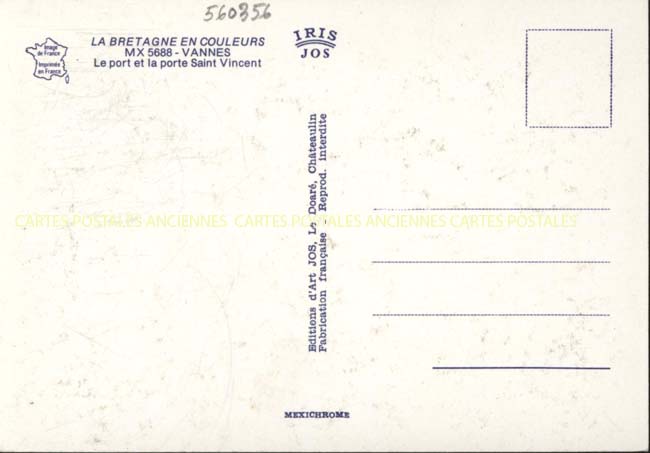 560356
Image
de France
Imprimée
en France
LA BRETAGNE EN COULEURS
MX 5688 - VANNES
Le port et la porte Saint Vincent
IRIS
JOS
Editions d'Art JOS, Le Doaré, Châteaulin
Fabrication française - Reprod. interdite
CARTES POSTALES ANCIENNES CARTES POSTALES ANCIENNES CARTES POSTALES
MEXICHROME